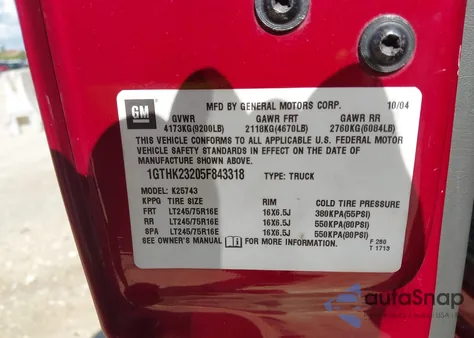 GM
MFD BY GENERAL MOTORS CORP. 10/04
GVWR GAWR FRT GAWR RR
4173KG(9200LB) 2118KG(4670LB) 2760KG(6084LB)
THIS VEHICLE CONFORMS TO ALL APPLICABLE U.S. FEDERAL MOTOR
VEHICLE SAFETY STANDARDS IN EFFECT ON THE DATE OF
MANUFACTURE SHOWN ABOVE.
1GTHK23205F843318 TYPE: TRUCK
MODEL: K25743
KPPG TIRE SIZE RIM COLD TIRE PRESSURE
FRT LT245/75R16E 16X6.5J 380KPA(55PSI)
RR LT245/75R16E 16X6.5J 550KPA(80PSI)
SPA LT245/75R16E 16X6.5J 550KPA(80PSI)
SEE OWNER'S MANUAL FOR MORE INFORMATION
F 280
T 1713
autoSnap